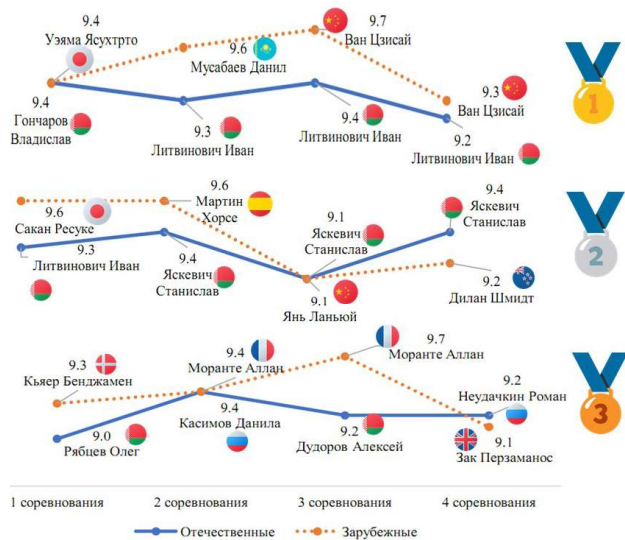 9.4
Уэяма Ясухтрто
9.7
Ван Цзисай
9.6
Мусабаев Данил
9.4
Гончаров
Владислав
9.3
Литвинович Иван
9.4
Литвинович Иван
9.3
Ван Цзисай
9.2
Литвинович Иван
1
9.6
Сакан Ресуке
9.6
Мартин
Хорсе
9.3
Литвинович Иван
9.4
Яскевич
Станислав
9.1
Яскевич
Станислав
9.1
Янь Ланьюй
9.4
Яскевич
Станислав
9.2
Дилан Шмидт
2
9.3
Кьяер Бенджамен
9.4
Моранте Аллан
9.7
Моранте Аллан
9.2
Неудачкин Роман
9.0
Рябцев Олег
9.4
Касимов Данила
9.2
Дудоров Алексей
9.1
Зак Перзаманос
3
1 соревнования
2 соревнования
3 соревнования
4 соревнования
Отечественные
Зарубежные